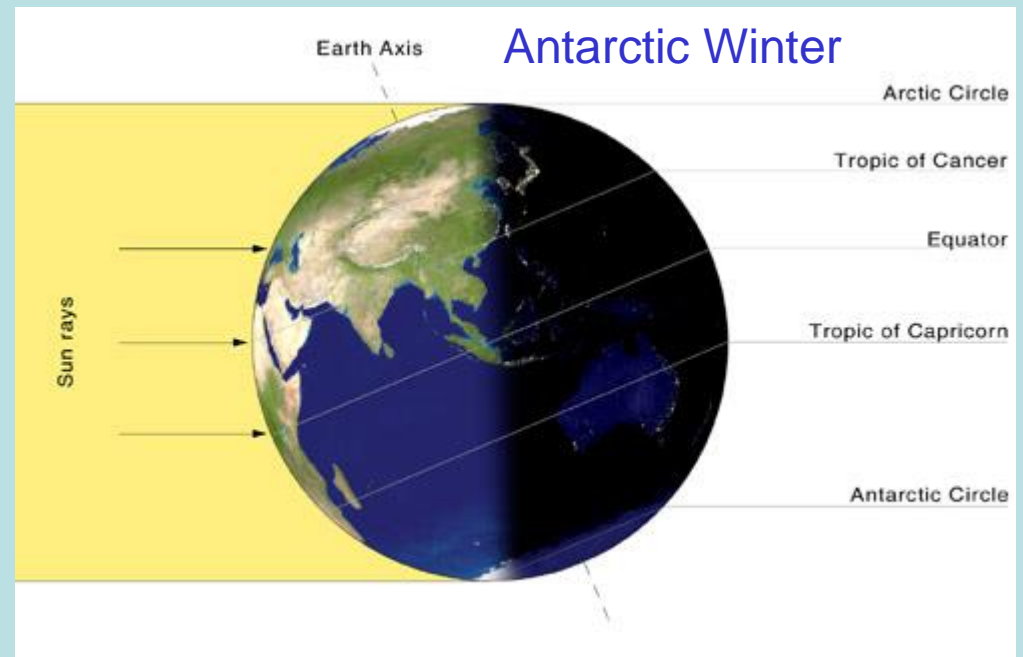 Antarctic Winter
Earth Axis
Arctic Circle
Tropic of Cancer
Equator
Tropic of Capricorn
Sun rays
Antarctic Circle